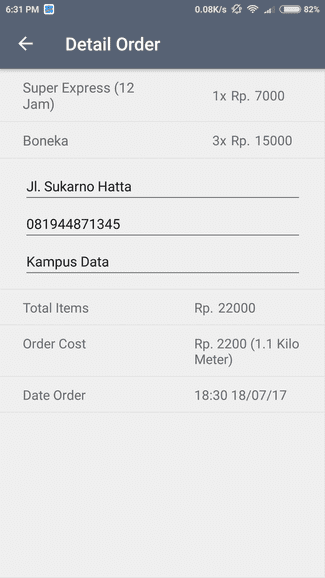 6:31 PM 0.08K/s 82%
Detail Order
Super Express (12 1x Rp. 7000
Jam)
Boneka 3x Rp. 15000
Jl. Sukarno Hatta
081944871345
Kampus Data
Total Items Rp. 22000
Order Cost Rp. 2200 (1.1 Kilo
Meter)
Date Order 18:30 18/07/17